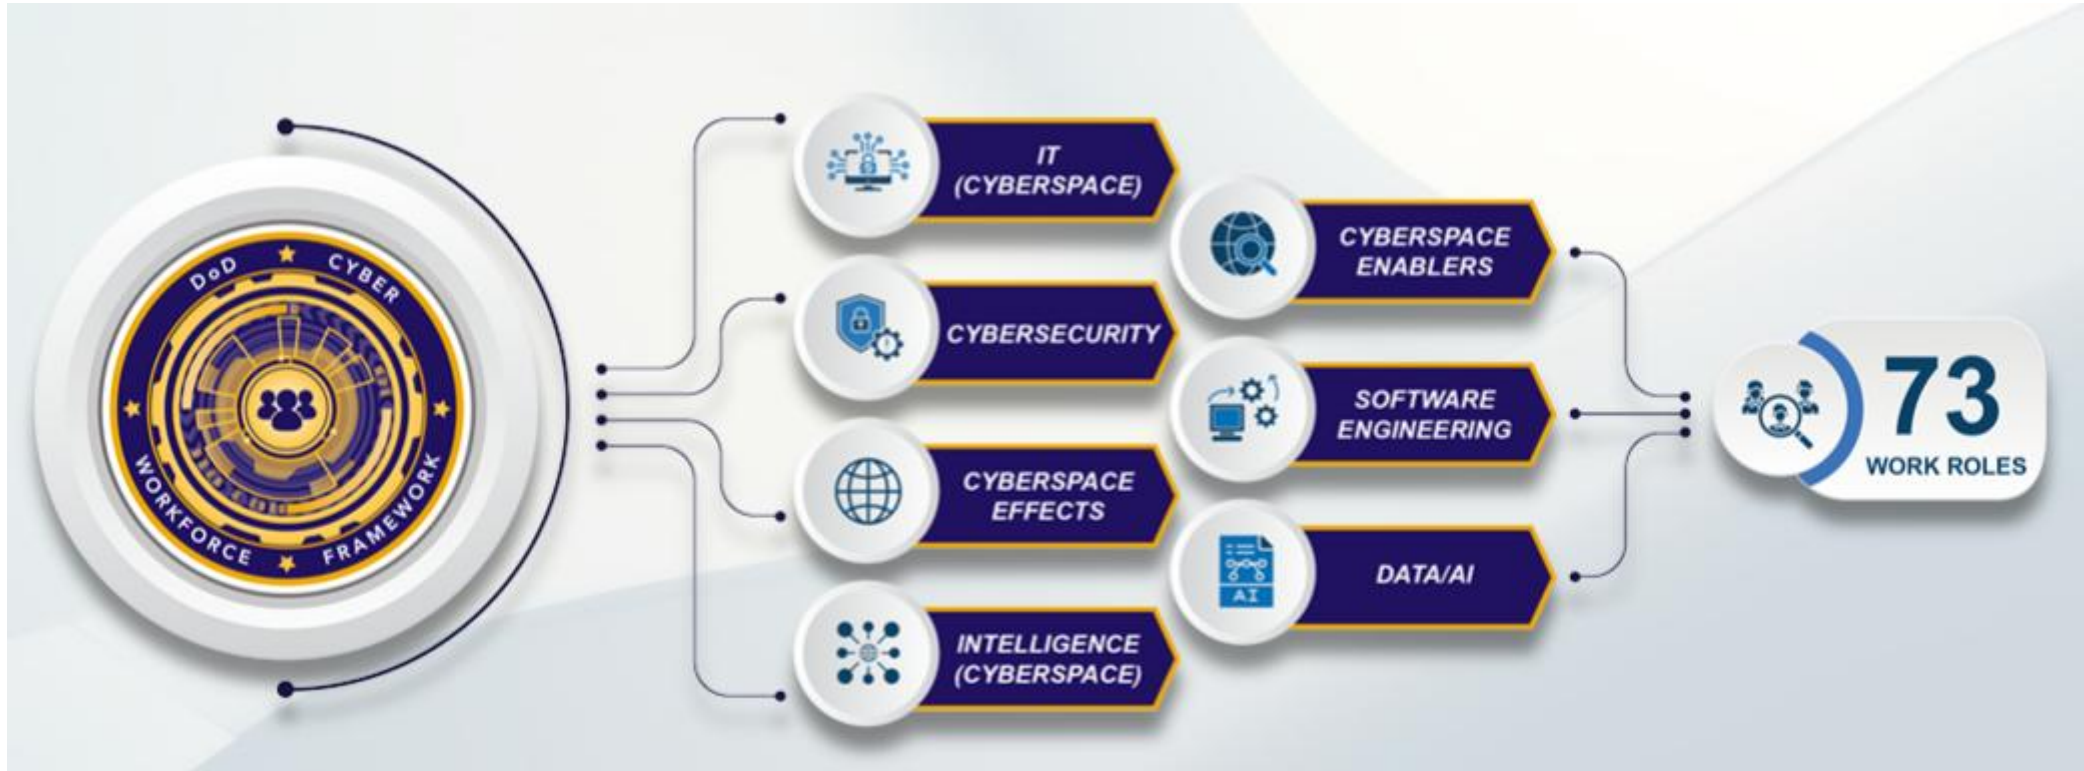 DoD CYBER
WORKFORCE FRAMEWORK
IT
(CYBERSPACE)
CYBERSECURITY
CYBERSPACE
EFFECTS
INTELLIGENCE
(CYBERSPACE)
CYBERSPACE
ENABLERS
SOFTWARE
ENGINEERING
AI
DATA/AI
73
WORK ROLES